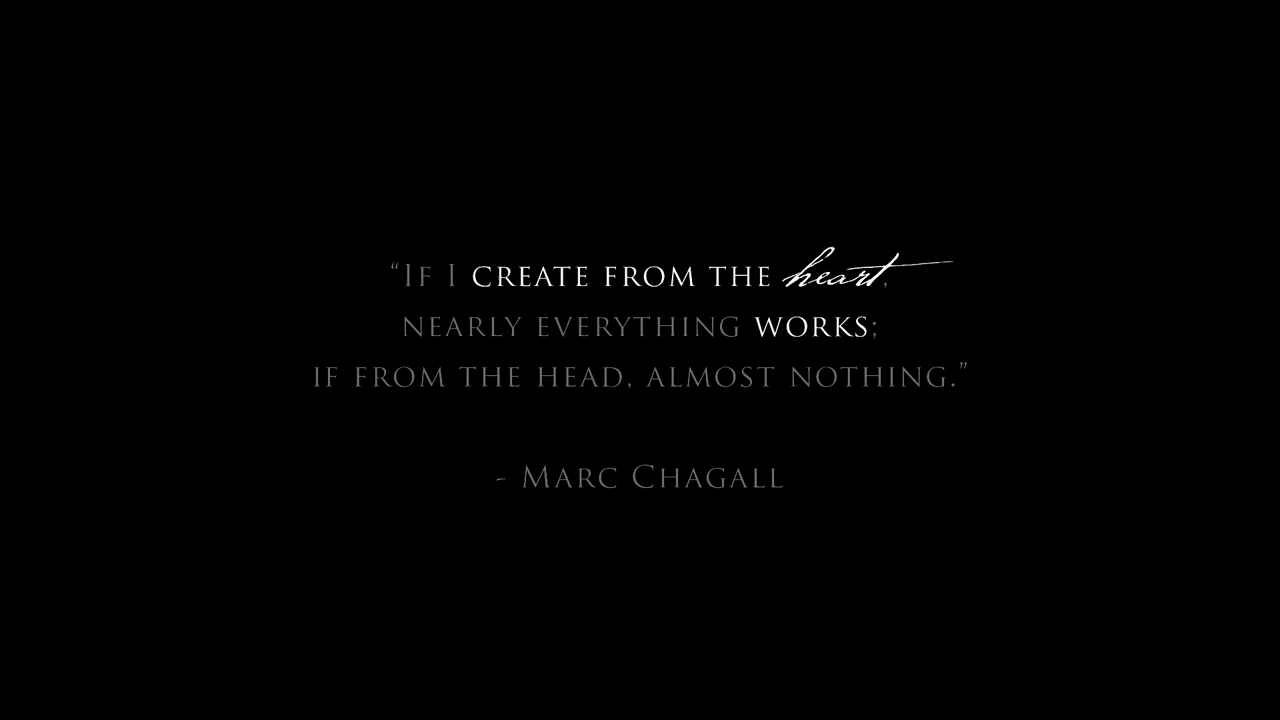 “If I create from the heart,
nearly everything works;
if from the head, almost nothing.”
- Marc Chagall